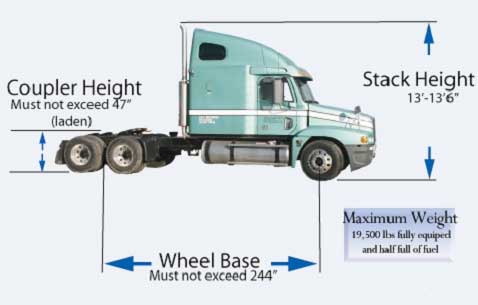 Coupler Height
Must not exceed 47"
(laden)
Stack Height
13'-13'6"
Maximum Weight
19,500 lbs fully equiped
and half full of fuel
Wheel Base
Must not exceed 244"